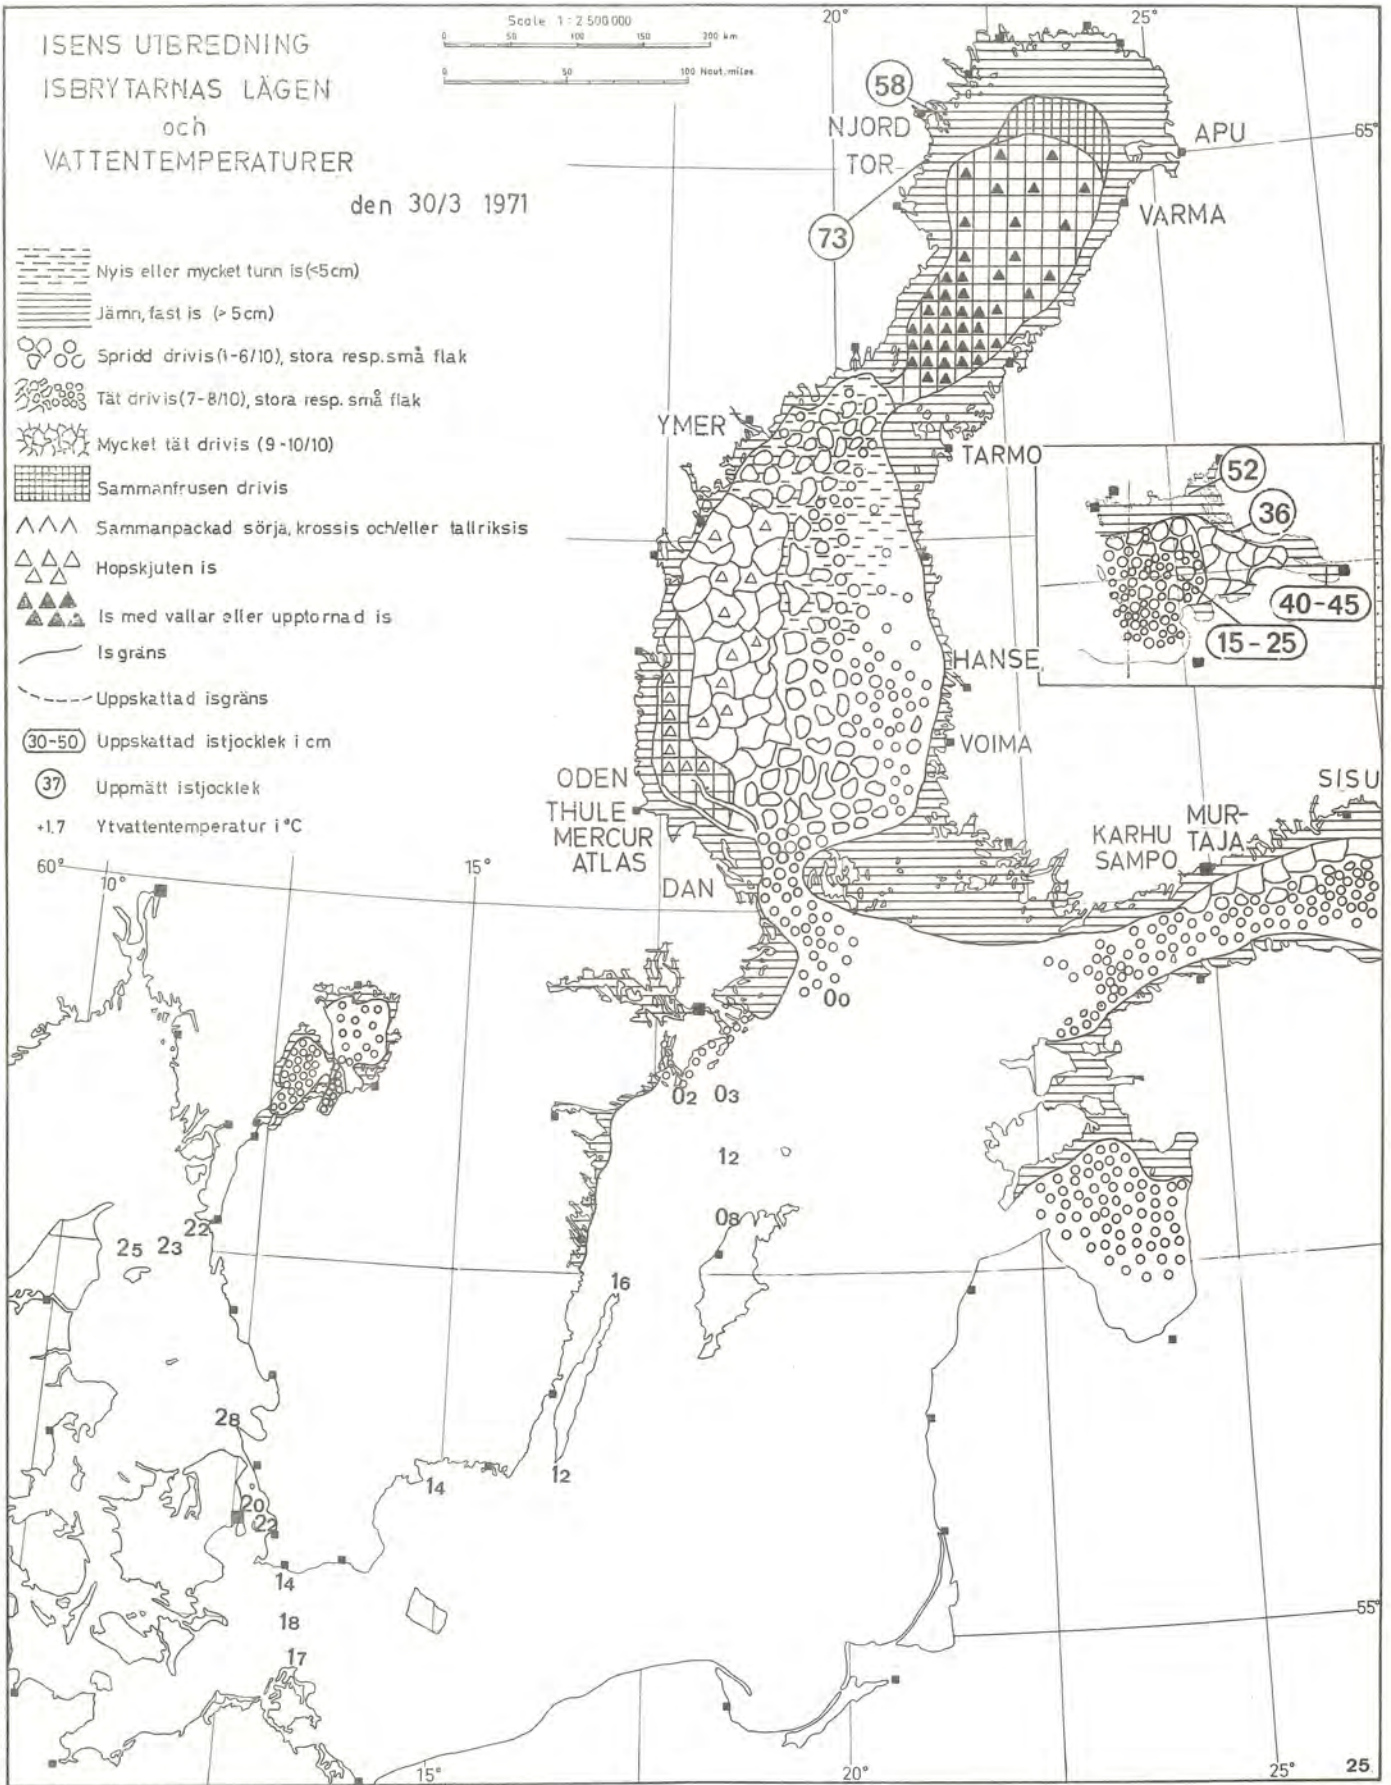 ISENS UTBREDNING
ISBRYTARNAS LÄGEN
och
VATTENTEMPERATURER
den 30/3 1971
Scale 1:2 500 000
0 50 100 150 200 km
0 50 100 Naut. miles
Nyis eller mycket tunn is (<5cm)
Jämn, fast is (> 5cm)
Spridd drivis (1-6/10), stora resp. små flak
Tät drivis (7-8/10), stora resp. små flak
Mycket tät drivis (9-10/10)
Sammanfrusen drivis
Sammanpackad sörja, krossis och/eller tallriksis
Hopskjuten is
Is med vallar eller upptornad is
Isgräns
Uppskattad isgräns
30-50 Uppskattad istjocklek i cm
37 Uppmätt istjocklek
+1.7 Ytvattentemperatur i °C
20°
25°
65°
58
NJORD
TOR
73
APU
VARMA
YMER
TARMO
52
36
40-45
15-25
HANSE
VOIMA
ODEN
THULE
MERCUR
ATLAS
DAN
SISU
MUR-
TAJA
KARHU
SAMPO
60°
10°
15°
00
02 03
12
08
22
25 23
16
28
12
14
20
22
14
18
17
55°
15°
20°
25°
25